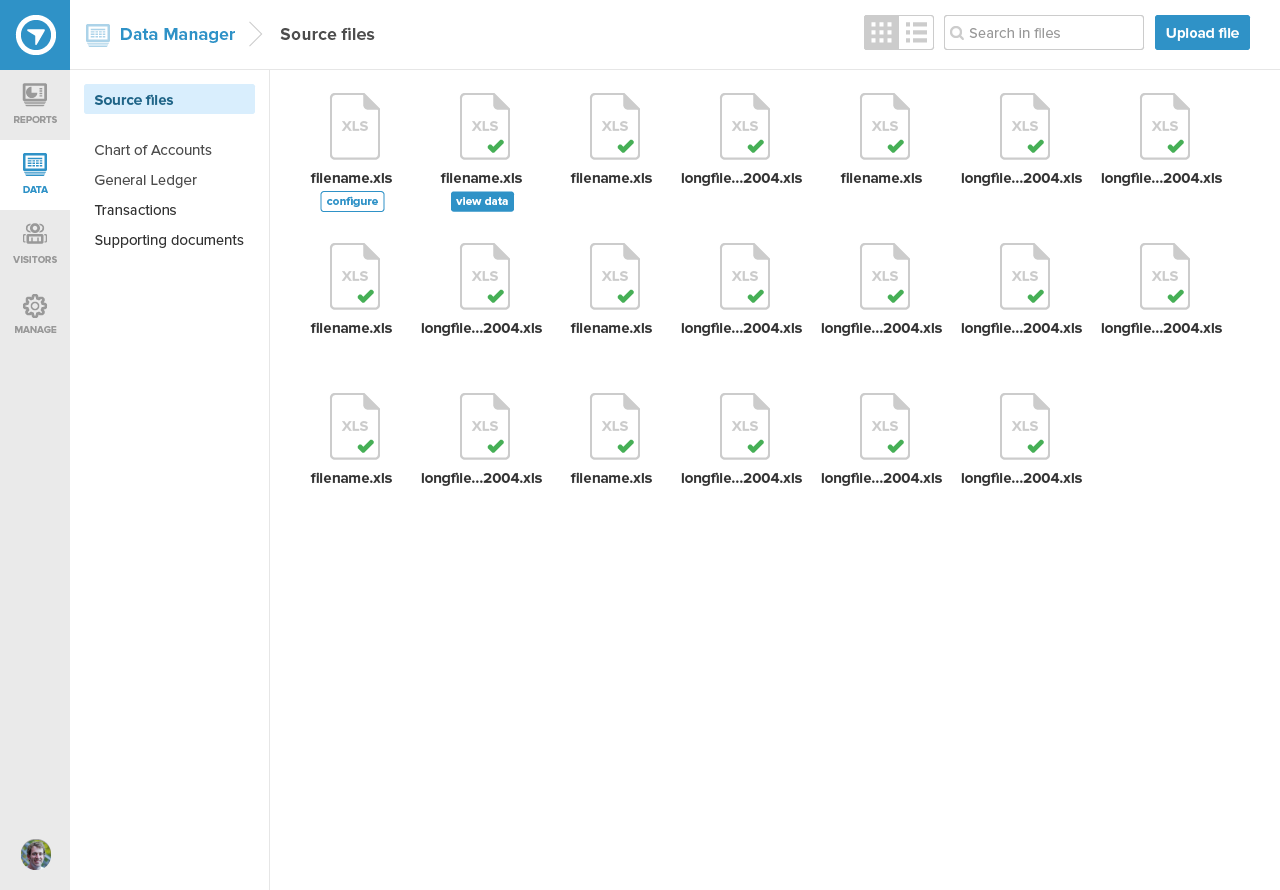 Data Manager
Source files
Search in files
Upload file
REPORTS
DATA
VISITORS
MANAGE
Source files
Chart of Accounts
General Ledger
Transactions
Supporting documents
XLS XLS XLS XLS XLS XLS XLS
filename.xls filename.xls filename.xls longfile...2004.xls filename.xls longfile...2004.xls longfile...2004.xls
configure view data
XLS XLS XLS XLS XLS XLS XLS
filename.xls longfile...2004.xls filename.xls longfile...2004.xls longfile...2004.xls longfile...2004.xls longfile...2004.xls
XLS XLS XLS XLS XLS XLS
filename.xls longfile...2004.xls filename.xls longfile...2004.xls longfile...2004.xls longfile...2004.xls